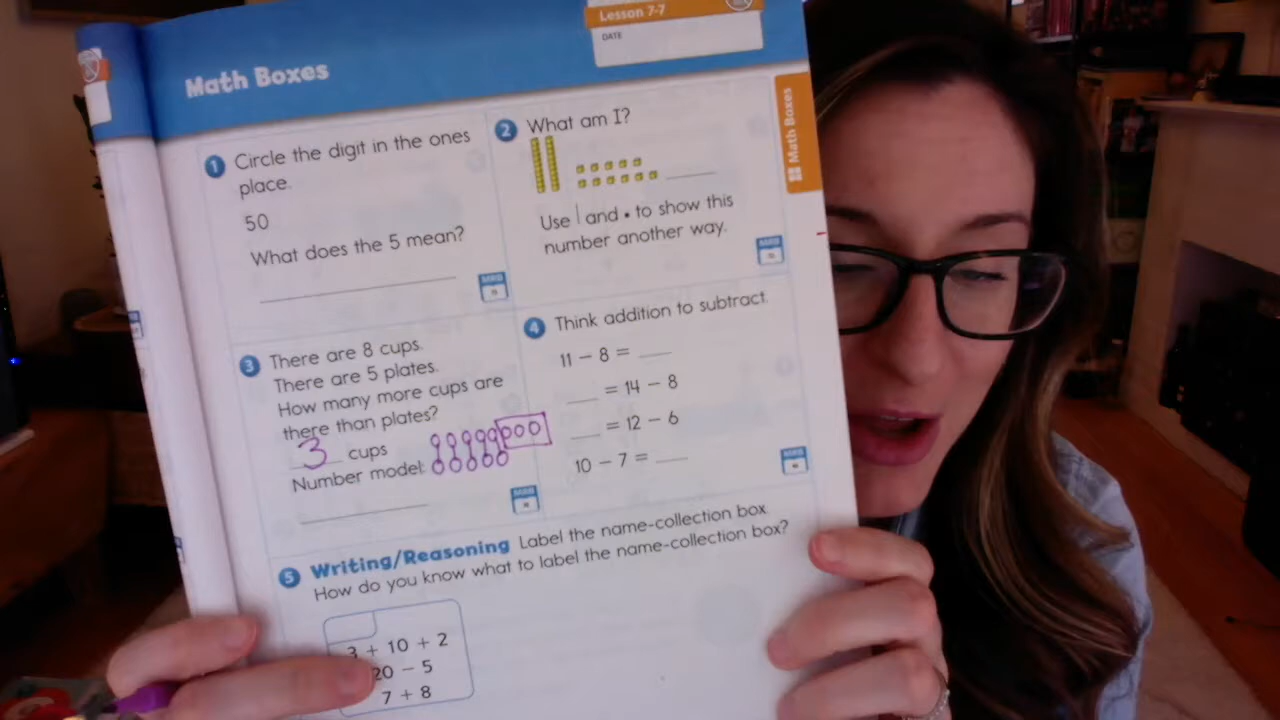 Lesson 7-7
DATE
Math Boxes
Math Boxes
1 Circle the digit in the ones
place.
50
What does the 5 mean?
MRB
2 What am I?
Use | and • to show this
number another way.
MRB
3 There are 8 cups.
There are 5 plates.
How many more cups are
there than plates?
3 cups
Number model:
MRB
4 Think addition to subtract.
11 − 8 =
= 14 − 8
= 12 − 6
10 − 7 =
MRB
5 Writing/Reasoning Label the name-collection box.
How do you know what to label the name-collection box?
3 + 10 + 2
20 − 5
7 + 8